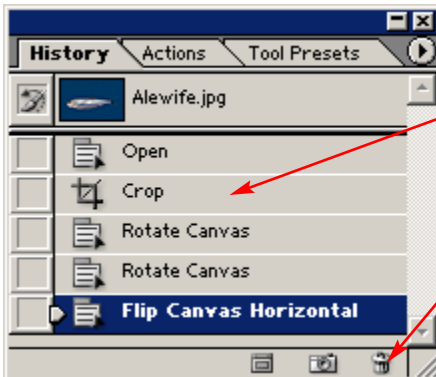 History Actions Tool Presets
Alewife.jpg
Open
Crop
Rotate Canvas
Rotate Canvas
Flip Canvas Horizontal